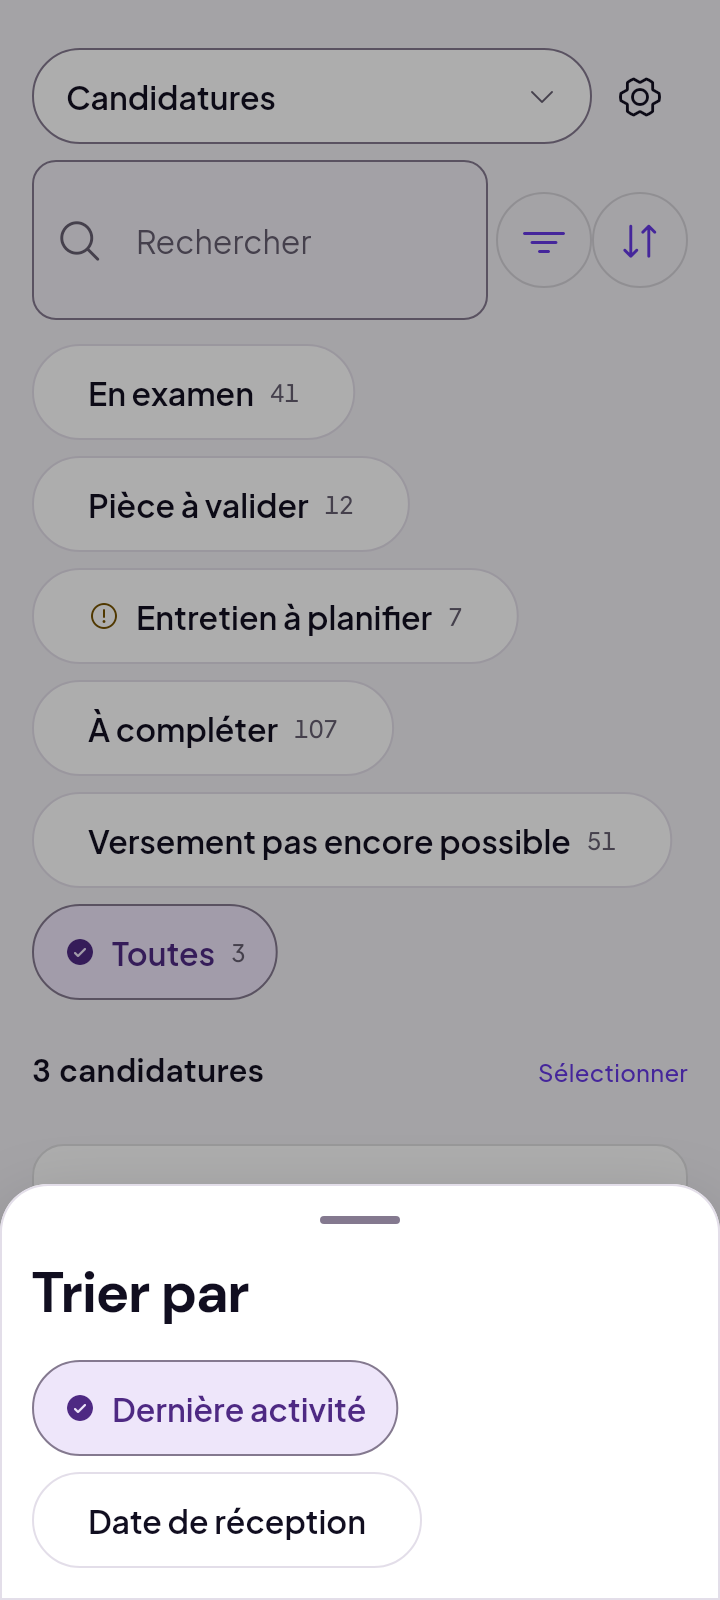 Candidatures
Rechercher
En examen 41
Pièce à valider 12
Entretien à planifier 7
À compléter 107
Versement pas encore possible 51
Toutes 3
3 candidatures
Sélectionner
Trier par
Dernière activité
Date de réception